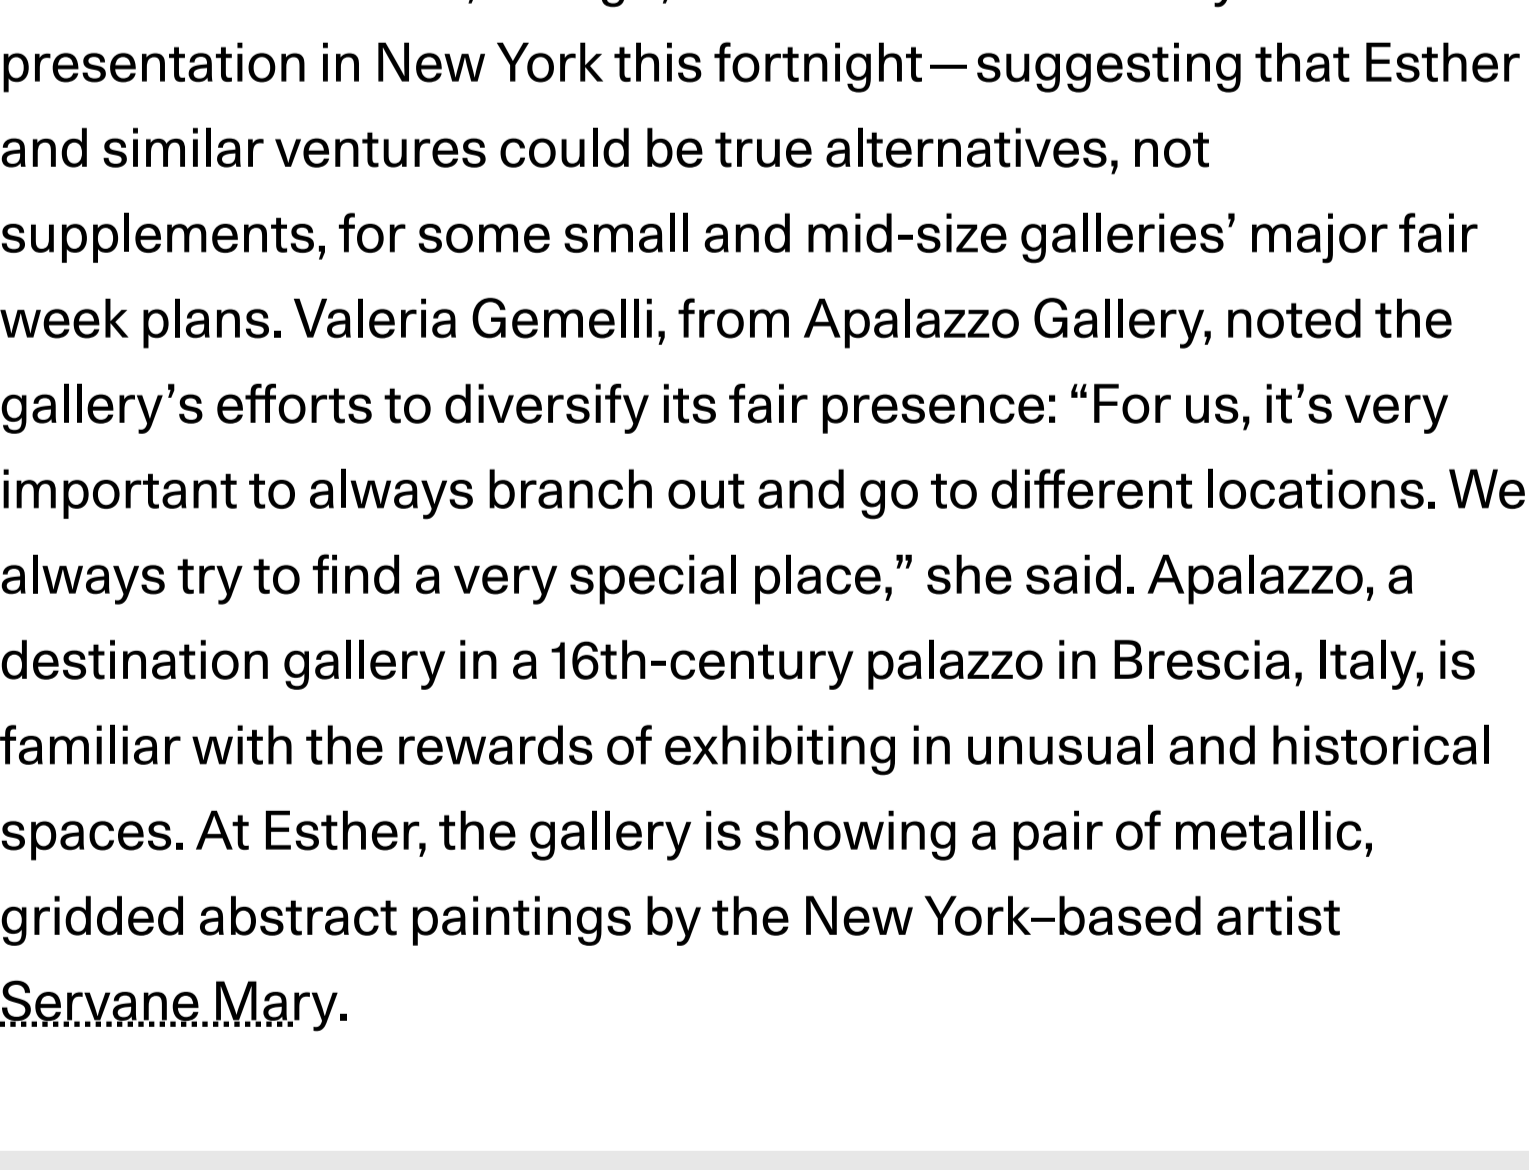 presentation in New York this fortnight—suggesting that Esther
and similar ventures could be true alternatives, not
supplements, for some small and mid-size galleries’ major fair
week plans. Valeria Gemelli, from Apalazzo Gallery, noted the
gallery’s efforts to diversify its fair presence: “For us, it’s very
important to always branch out and go to different locations. We
always try to find a very special place,” she said. Apalazzo, a
destination gallery in a 16th-century palazzo in Brescia, Italy, is
familiar with the rewards of exhibiting in unusual and historical
spaces. At Esther, the gallery is showing a pair of metallic,
gridded abstract paintings by the New York–based artist
Servane Mary.